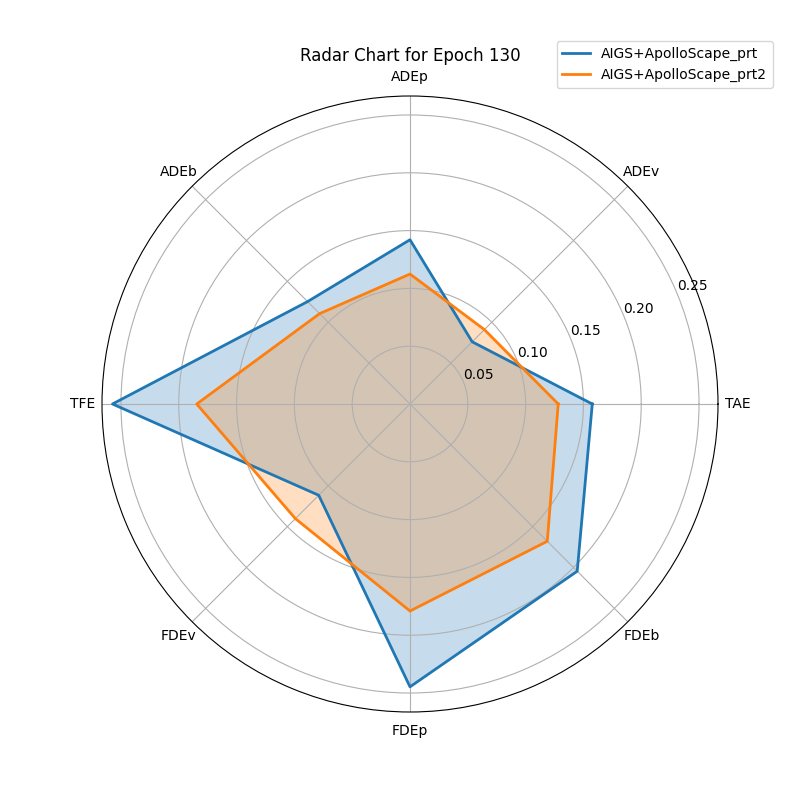 Radar Chart for Epoch 130
AIGS+ApolloScape_prt
AIGS+ApolloScape_prt2
ADEp
ADEb
ADEv
0.25
0.20
0.15
0.10
0.05
TFE
TAE
FDEv
FDEb
FDEp